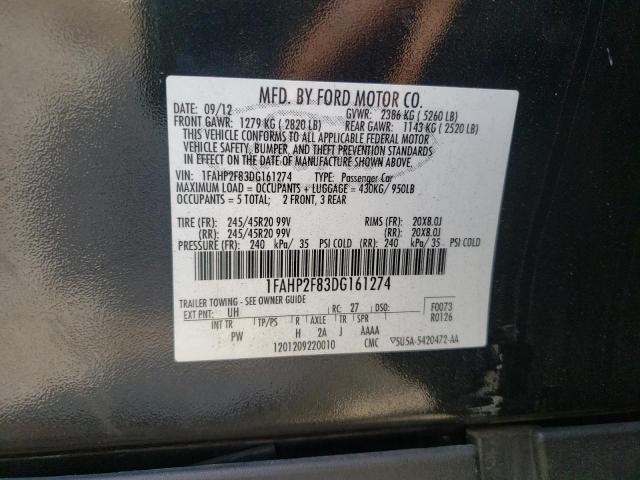 MFD. BY FORD MOTOR CO.
DATE: 09/12 GVWR: 2386 KG ( 5260 LB)
FRONT GAWR: 1279 KG ( 2820 LB) REAR GAWR: 1143 KG ( 2520 LB)
THIS VEHICLE CONFORMS TO ALL APPLICABLE FEDERAL MOTOR
VEHICLE SAFETY, BUMPER, AND THEFT PREVENTION STANDARDS
IN EFFECT ON THE DATE OF MANUFACTURE SHOWN ABOVE.
VIN: 1FAHP2F83DG161274 TYPE: Passenger Car
MAXIMUM LOAD = OCCUPANTS + LUGGAGE = 430KG/ 950LB
OCCUPANTS = 5 TOTAL: 2 FRONT, 3 REAR
TIRE (FR): 245/45R20 99V RIMS (FR): 20X8.0J
(RR): 245/45R20 99V (RR): 20X8.0J
PRESSURE (FR): 240 kPa/ 35 PSI COLD (RR): 240 kPa/ 35 PSI COLD
1FAHP2F83DG161274
TRAILER TOWING - SEE OWNER GUIDE
EXT PNT: UH RC: 27 DSO: F0073
INT TR TP/PS R AXLE TR SPR R0126
PW H 2A J AAAA
1201209220010 CMC 5U5A-5420472-AA